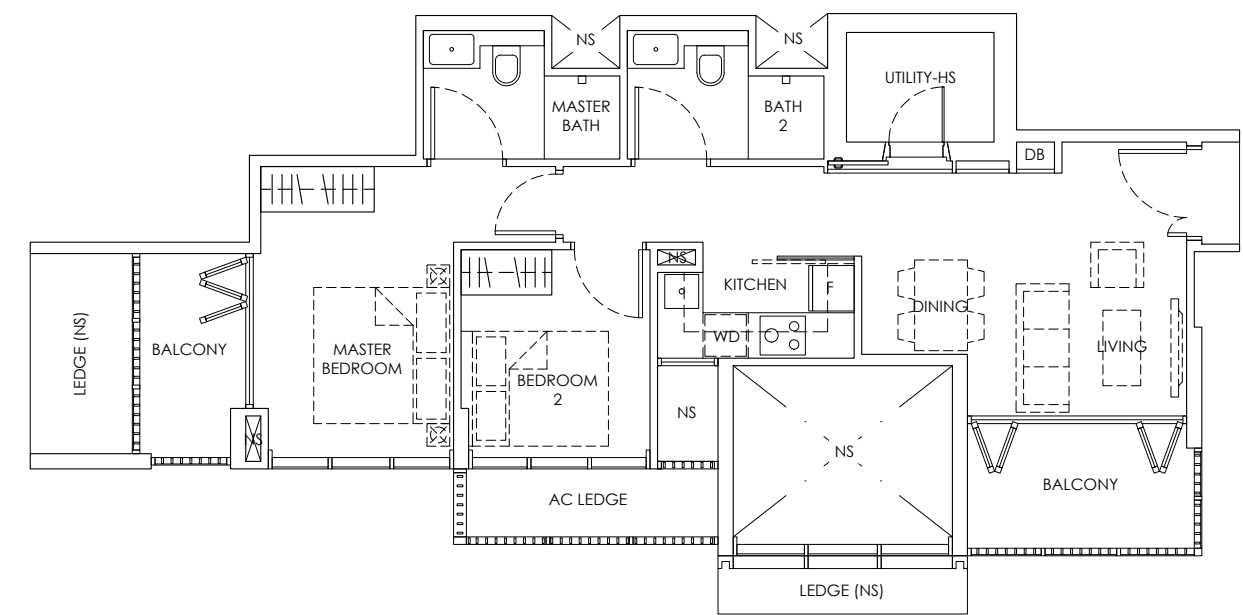 NS
NS
UTILITY-HS
MASTER
BATH
BATH
2
DB
NS
KITCHEN
F
DINING
WD
LIVING
LEDGE (NS)
BALCONY
MASTER
BEDROOM
BEDROOM
2
NS
NS
NS
BALCONY
AC LEDGE
LEDGE (NS)